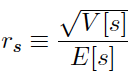 r_s ≡ √V[s] / E[s]